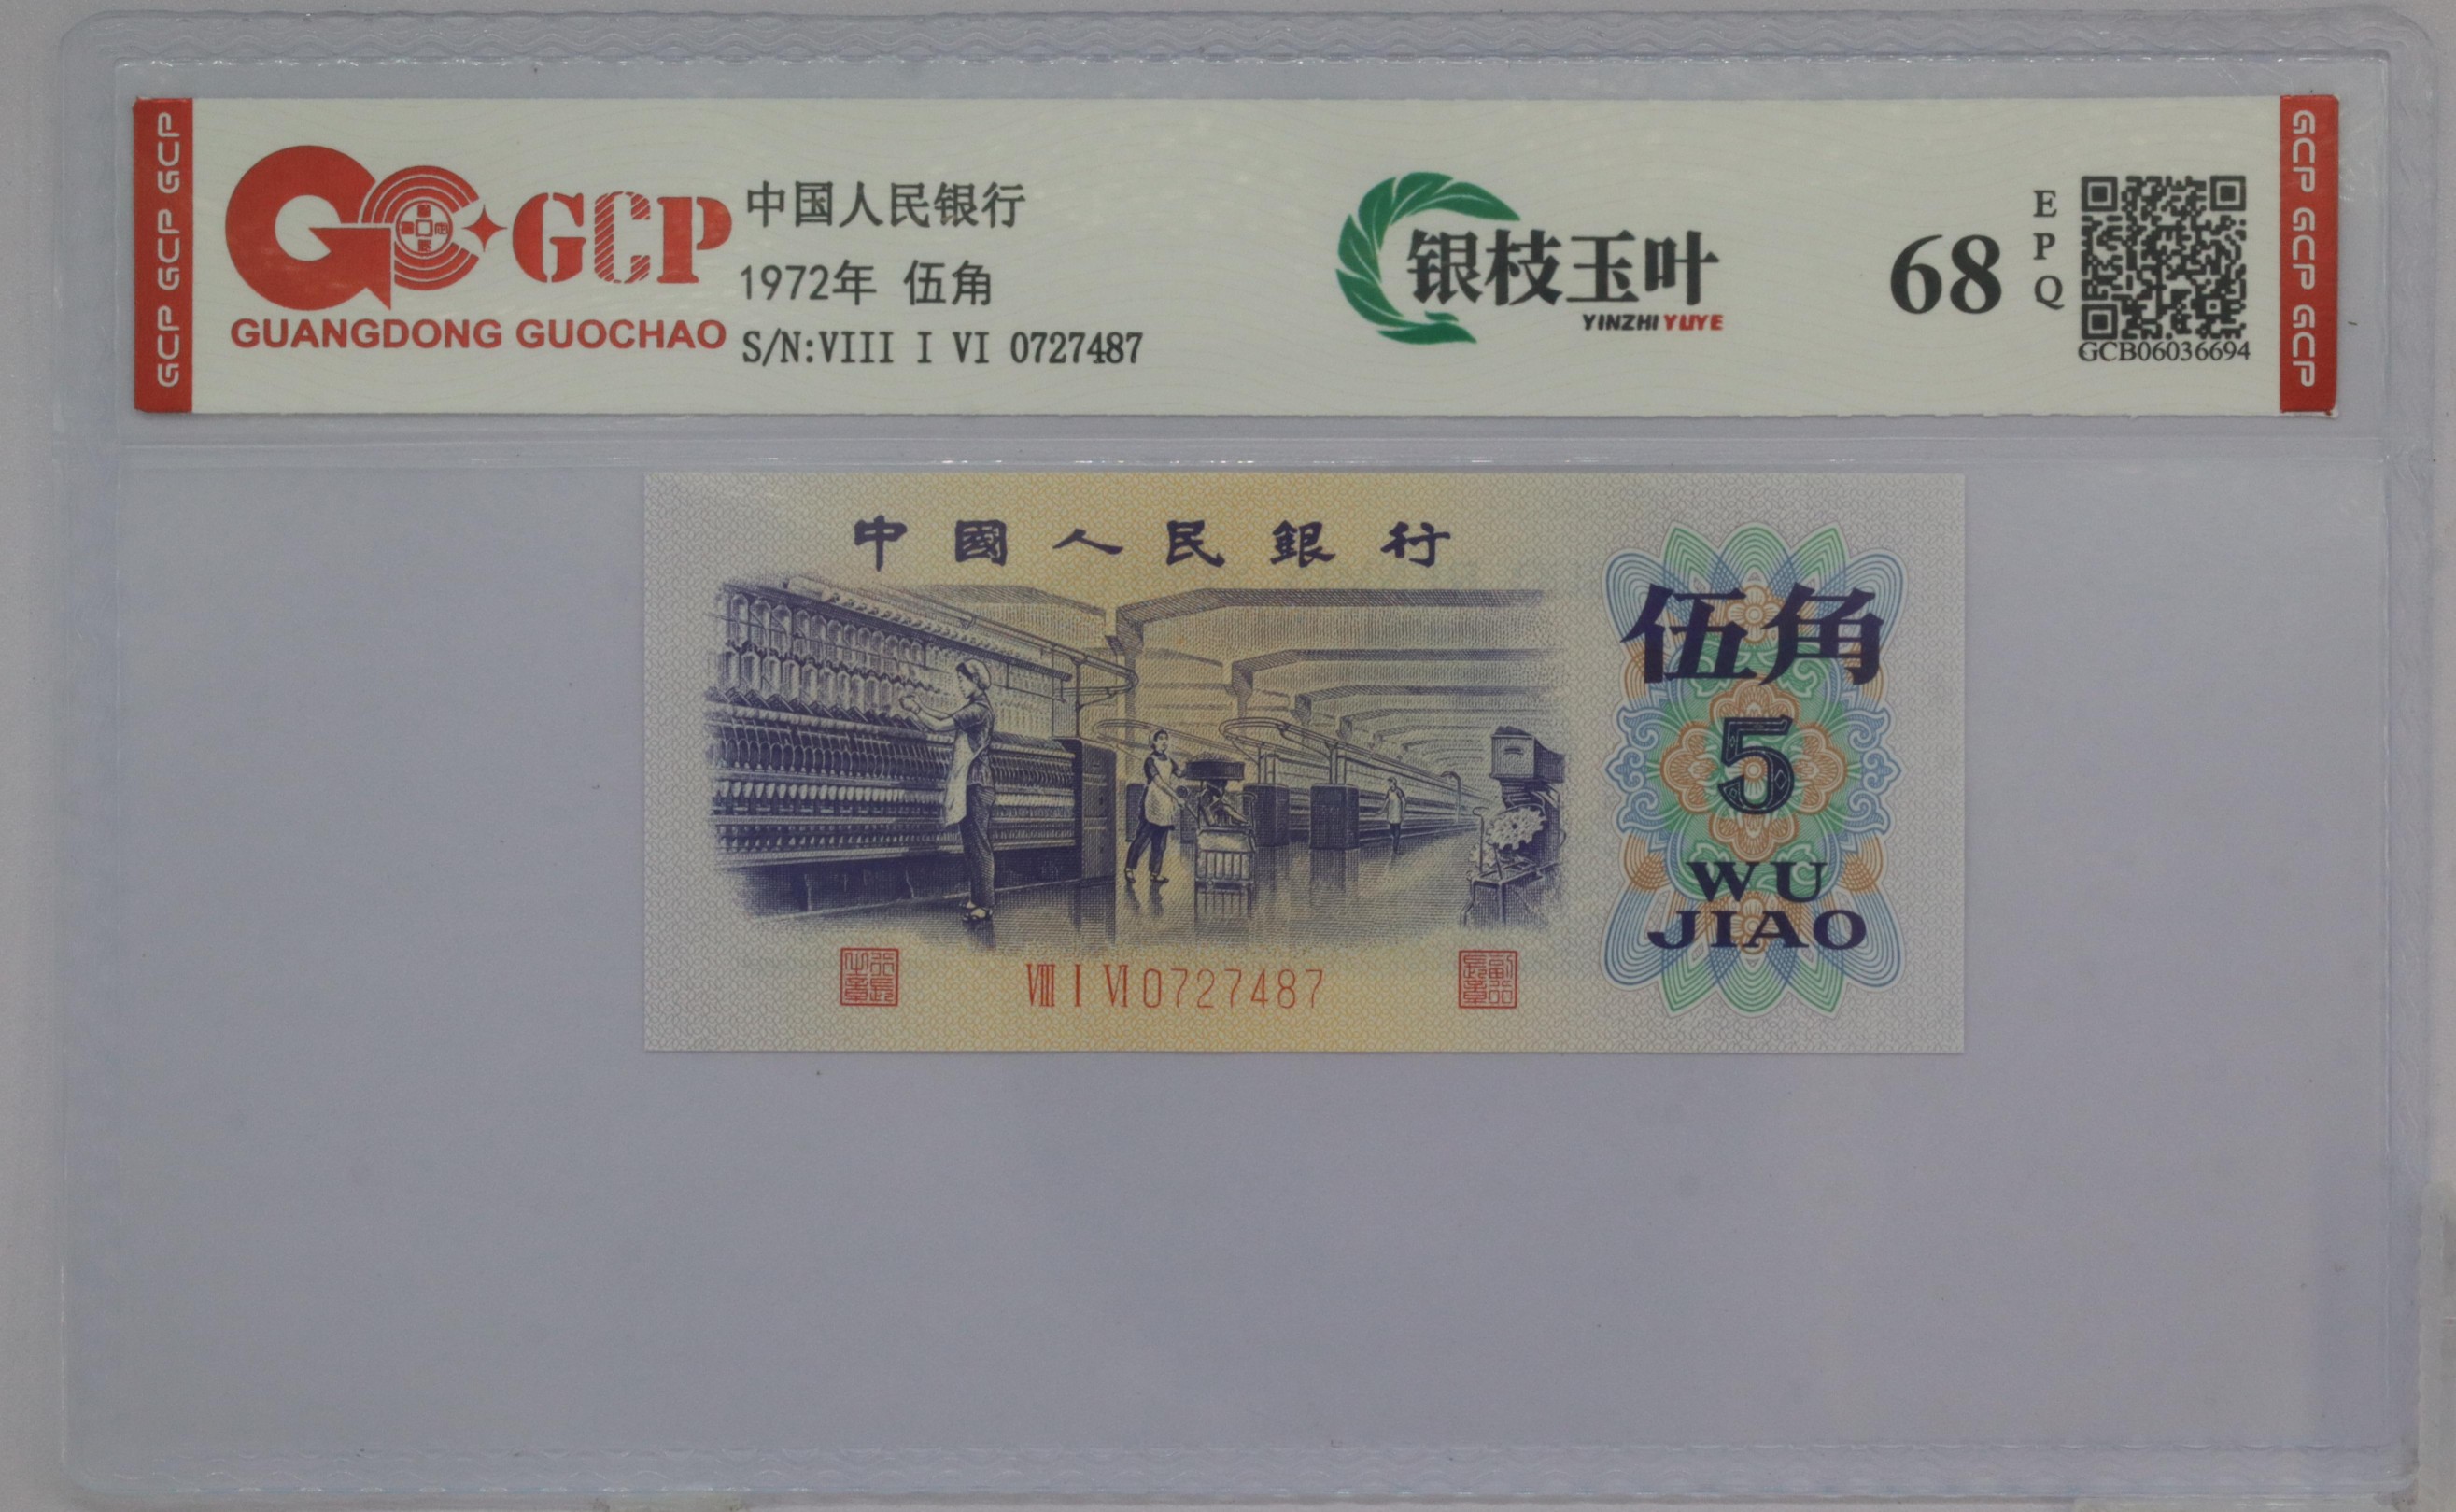 GCP GCP GCP
GCP
GUANGDONG GUOCHAO
中国人民银行
1972年 伍角
S/N:VIII I VI 0727487
银枝玉叶
YINZHI YUYE
68
EPQ
GCB06036694
GCP GCP GCP
中國人民銀行
伍角
5
WU
JIAO
VIII I VI 0727487